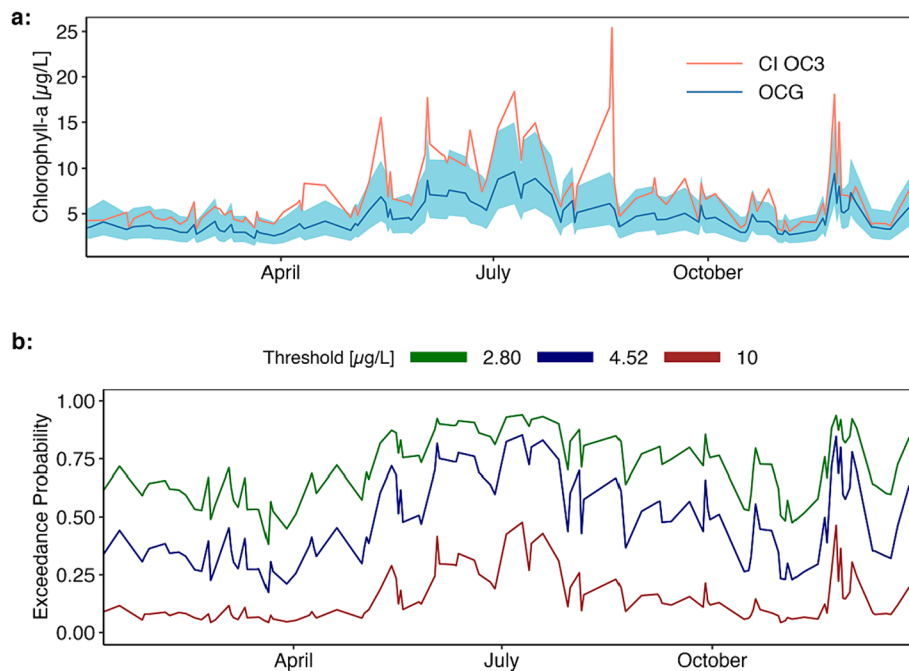 a:
Chlorophyll-a [µg/L]
25
20
15
10
5
CI OC3
OCG
April
July
October
b:
Threshold [µg/L]
2.80
4.52
10
Exceedance Probability
1.00
0.75
0.50
0.25
0.00
April
July
October